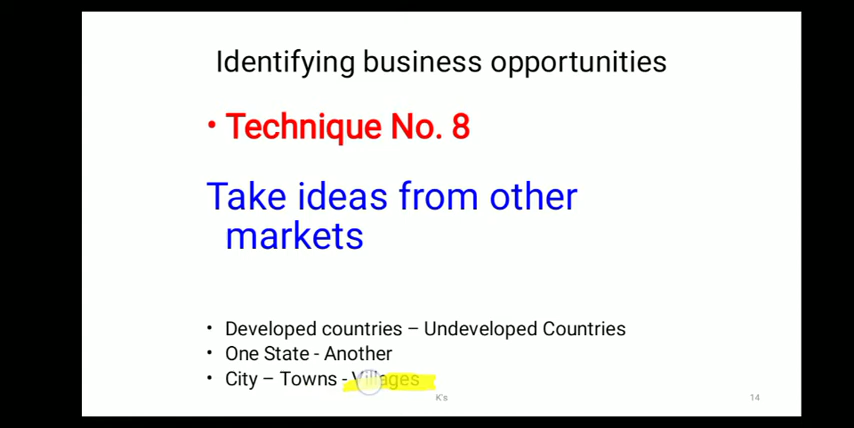 Identifying business opportunities
• Technique No. 8
Take ideas from other
markets
• Developed countries – Undeveloped Countries
• One State - Another
• City – Towns - Villages
K's
14